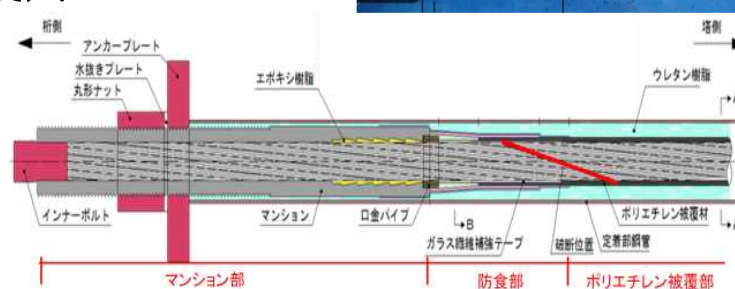 桁側
塔側
アンカープレート
水抜きプレート
丸形ナット
エポキシ樹脂
ウレタン樹脂
インナーボルト
マンション
口金パイプ
B
ガラス繊維補強テープ
破断位置
定着部鋼管
ポリエチレン被覆材
マンション部
防食部
ポリエチレン被覆部